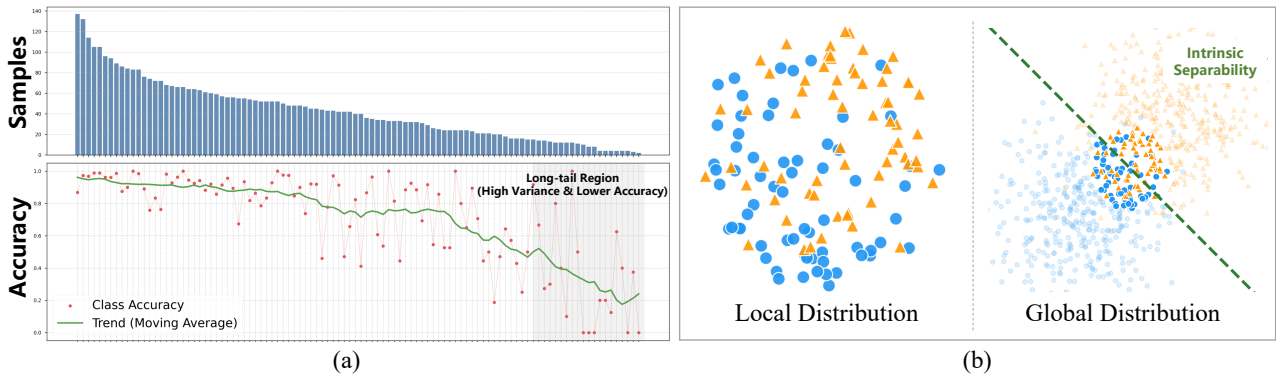 Samples
140
120
100
80
60
40
20
0
Accuracy
1.0
0.8
0.6
0.4
0.2
0.0
Long-tail Region
(High Variance & Lower Accuracy)
Class Accuracy
Trend (Moving Average)
(a)
Intrinsic
Separability
Local Distribution
Global Distribution
(b)